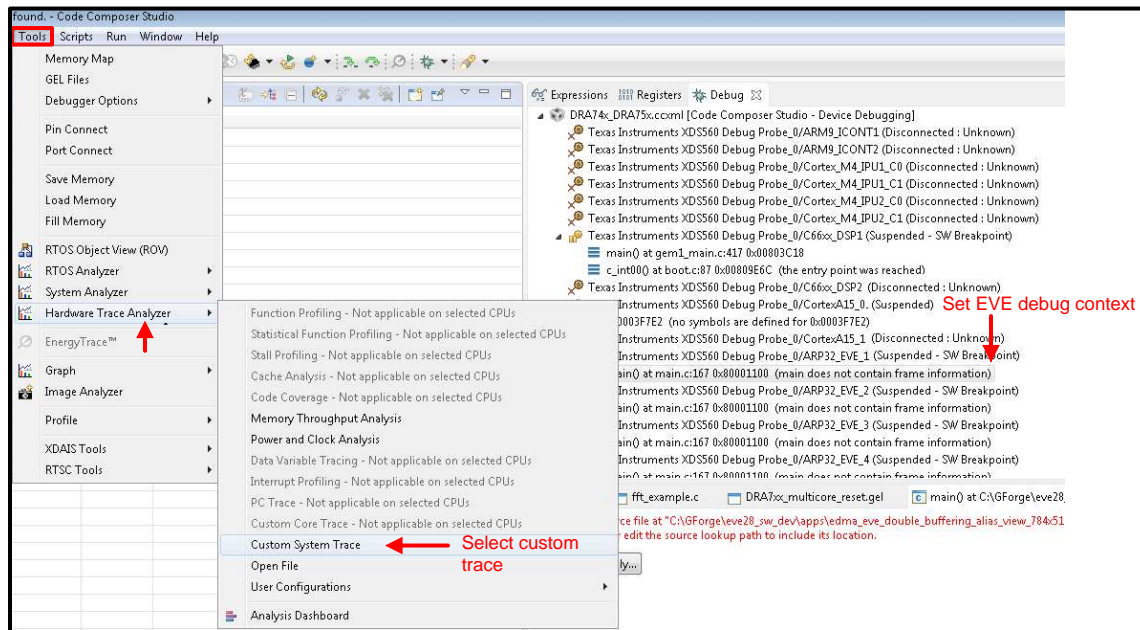 found. - Code Composer Studio
Tools Scripts Run Window Help
Memory Map
GEL Files
Debugger Options
Pin Connect
Port Connect
Save Memory
Load Memory
Fill Memory
RTOS Object View (ROV)
RTOS Analyzer
System Analyzer
Hardware Trace Analyzer
EnergyTrace™
Graph
Image Analyzer
Profile
XDAIS Tools
RTSC Tools
Function Profiling - Not applicable on selected CPUs
Statistical Function Profiling - Not applicable on selected CPUs
Stall Profiling - Not applicable on selected CPUs
Cache Analysis - Not applicable on selected CPUs
Code Coverage - Not applicable on selected CPUs
Memory Throughput Analysis
Power and Clock Analysis
Data Variable Tracing - Not applicable on selected CPUs
Interrupt Profiling - Not applicable on selected CPUs
PC Trace - Not applicable on selected CPUs
Custom Core Trace - Not applicable on selected CPUs
Custom System Trace
Open File
User Configurations
Analysis Dashboard
Select custom
trace
Expressions Registers Debug
DRA74x_DRA75x.ccxml [Code Composer Studio - Device Debugging]
Texas Instruments XDS560 Debug Probe_0/ARM9_ICONT1 (Disconnected : Unknown)
Texas Instruments XDS560 Debug Probe_0/ARM9_ICONT2 (Disconnected : Unknown)
Texas Instruments XDS560 Debug Probe_0/Cortex_M4_IPU1_C0 (Disconnected : Unknown)
Texas Instruments XDS560 Debug Probe_0/Cortex_M4_IPU1_C1 (Disconnected : Unknown)
Texas Instruments XDS560 Debug Probe_0/Cortex_M4_IPU2_C0 (Disconnected : Unknown)
Texas Instruments XDS560 Debug Probe_0/Cortex_M4_IPU2_C1 (Disconnected : Unknown)
Texas Instruments XDS560 Debug Probe_0/C66xx_DSP1 (Suspended - SW Breakpoint)
main() at gem1_main.c:417 0x00803C18
c_int00() at boot.c:87 0x00809E6C (the entry point was reached)
Texas Instruments XDS560 Debug Probe_0/C66xx_DSP2 (Disconnected : Unknown)
Instruments XDS560 Debug Probe_0/CortexA15_0. (Suspended)
Set EVE debug context
0003F7E2 (no symbols are defined for 0x0003F7E2)
Instruments XDS560 Debug Probe_0/CortexA15_1 (Disconnected : Unknown)
Instruments XDS560 Debug Probe_0/ARP32_EVE_1 (Suspended - SW Breakpoint)
ain() at main.c:167 0x80001100 (main does not contain frame information)
Instruments XDS560 Debug Probe_0/ARP32_EVE_2 (Suspended - SW Breakpoint)
ain() at main.c:167 0x80001100 (main does not contain frame information)
Instruments XDS560 Debug Probe_0/ARP32_EVE_3 (Suspended - SW Breakpoint)
ain() at main.c:167 0x80001100 (main does not contain frame information)
Instruments XDS560 Debug Probe_0/ARP32_EVE_4 (Suspended - SW Breakpoint)
ain() at main.c:167 0x80001100 (main does not contain frame information)
fft_example.c DRA7xx_multicore_reset.gel main() at C:\GForge\eve28_
rce file at "C:\GForge\eve28_sw_dev\apps\edma_eve_double_buffering_alias_view_784x51
edit the source lookup path to include its location.
ly...